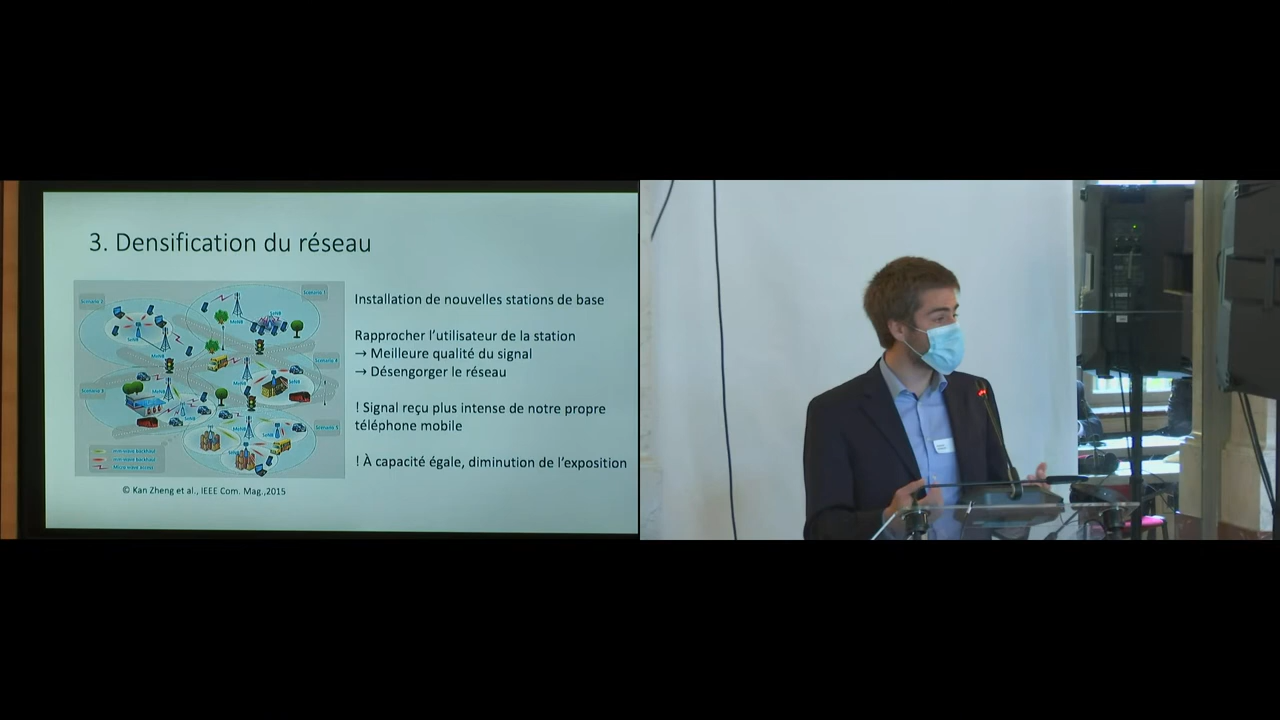 3. Densification du réseau
Installation de nouvelles stations de base
Rapprocher l'utilisateur de la station
→ Meilleure qualité du signal
→ Désengorger le réseau
! Signal reçu plus intense de notre propre
téléphone mobile
! À capacité égale, diminution de l'exposition
© Kan Zheng et al., IEEE Com. Mag.,2015